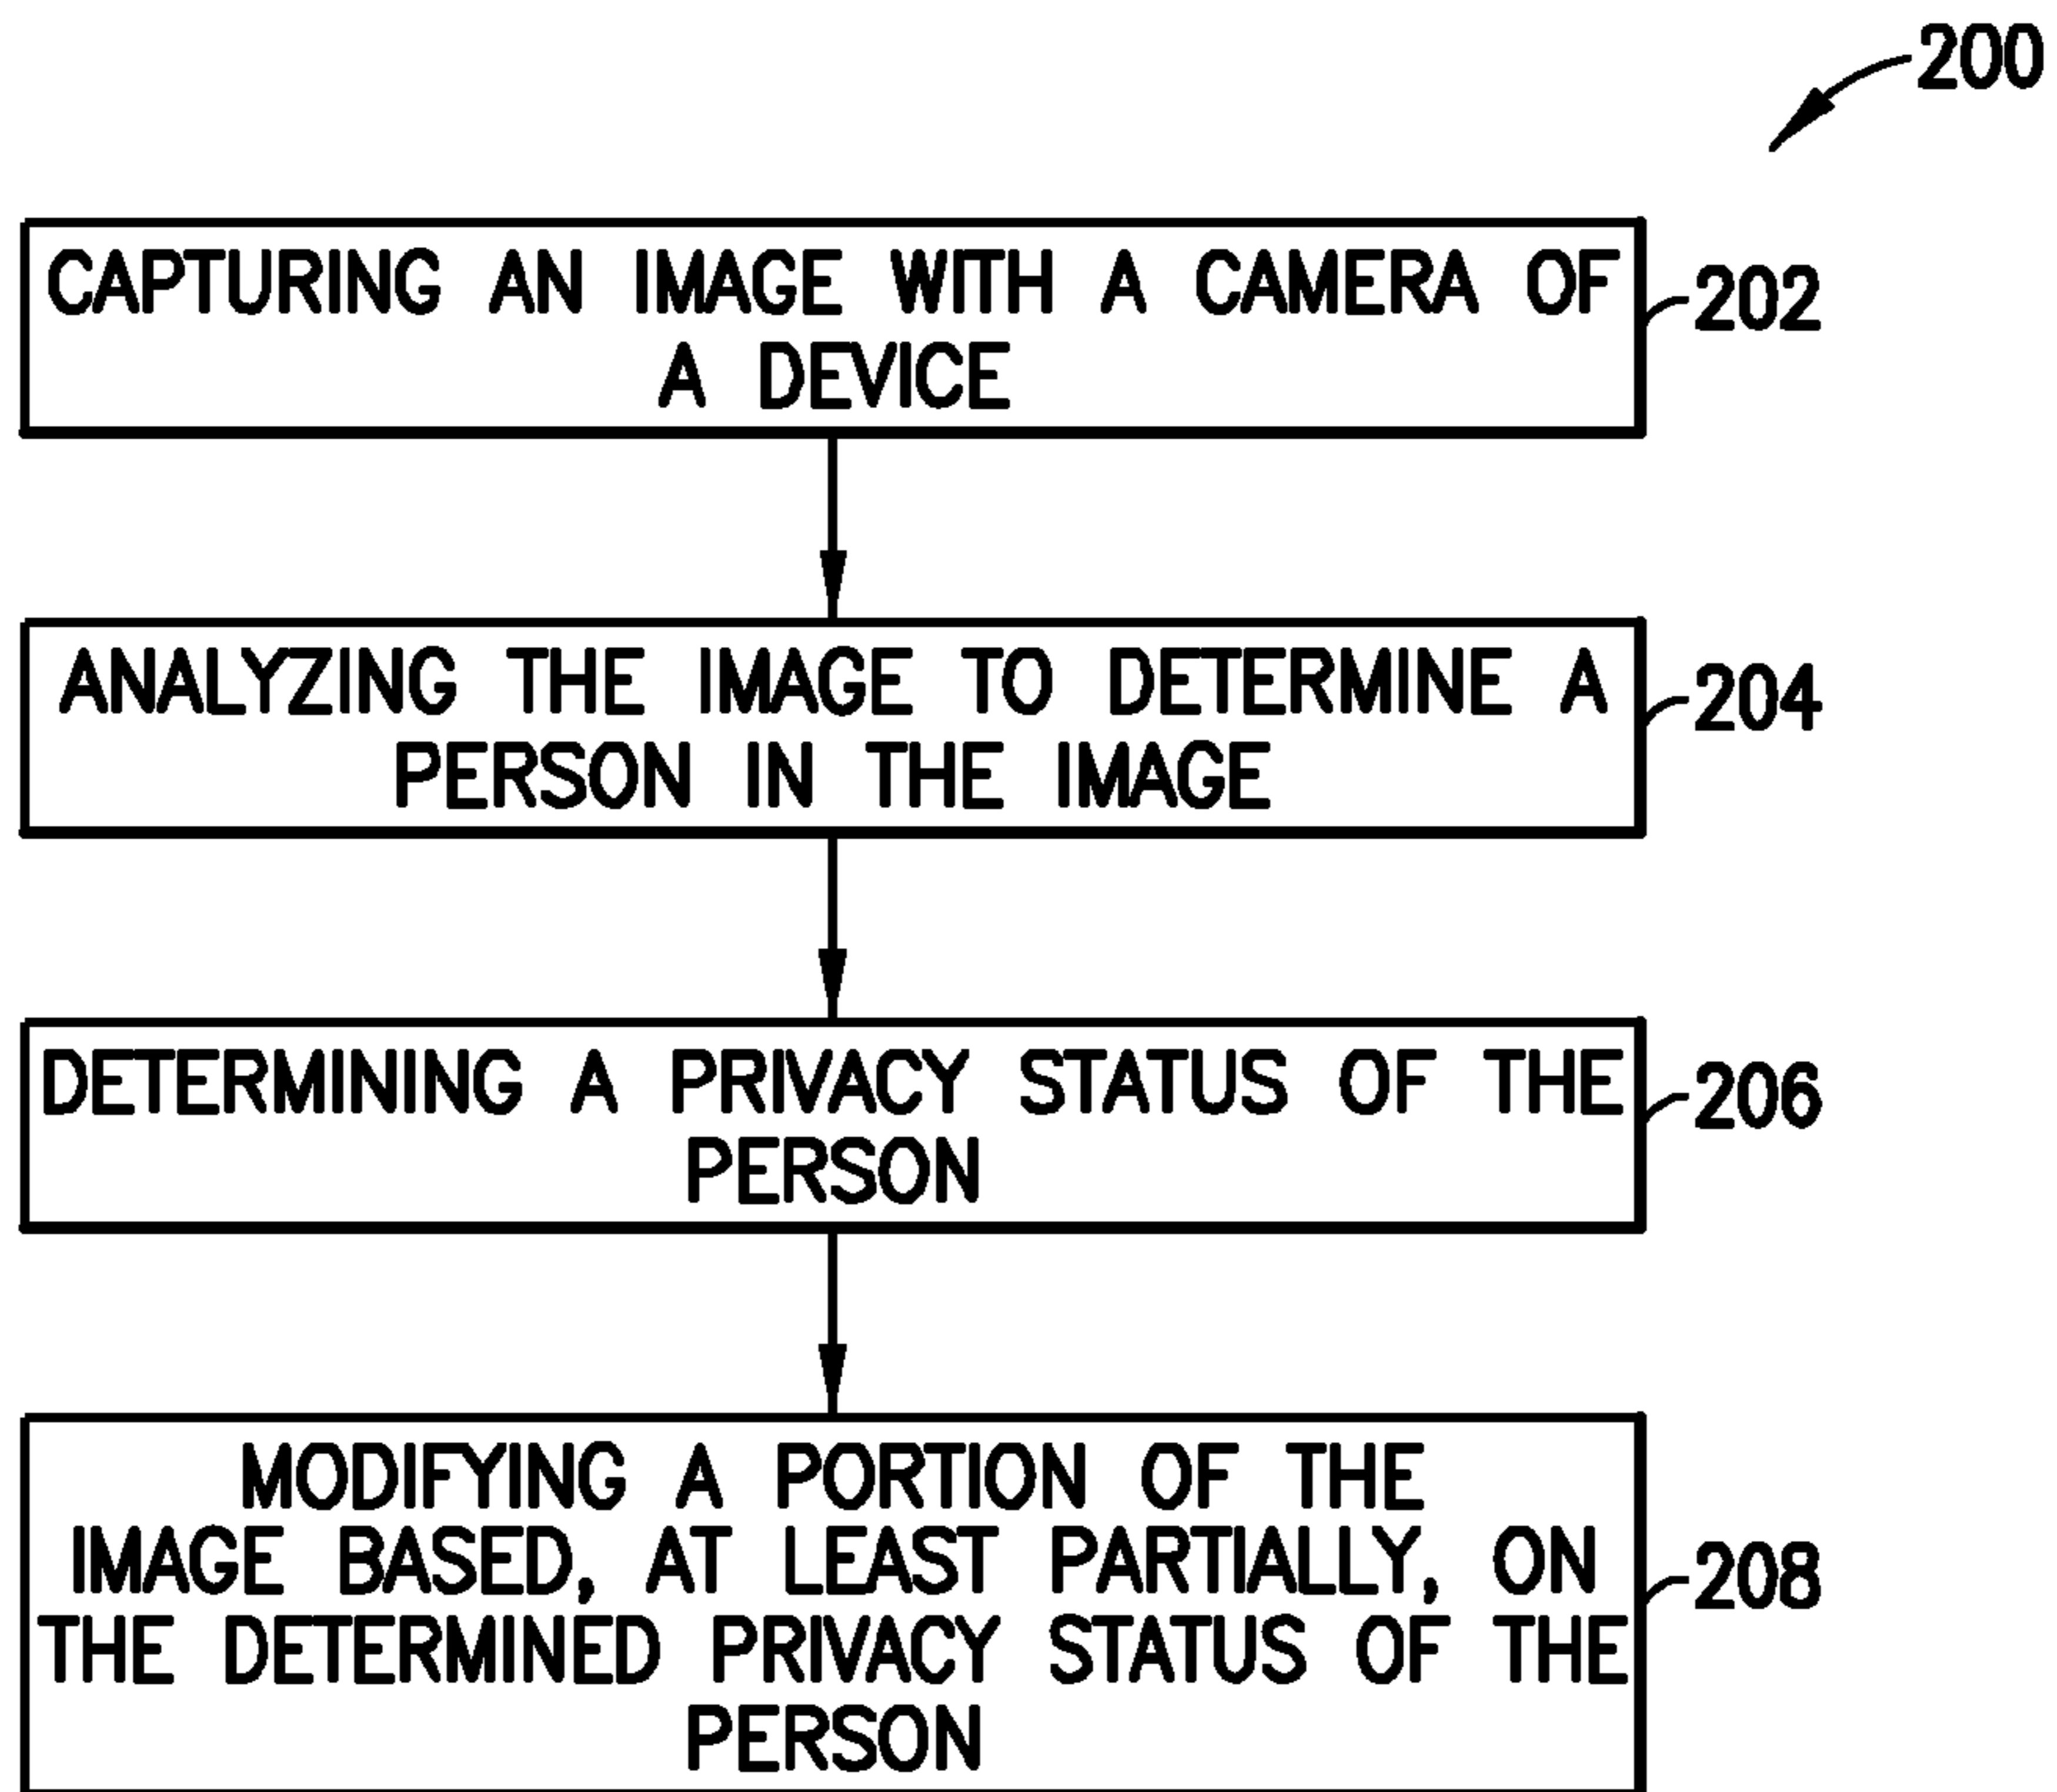 200
CAPTURING AN IMAGE WITH A CAMERA OF
A DEVICE
202
ANALYZING THE IMAGE TO DETERMINE A
PERSON IN THE IMAGE
204
DETERMINING A PRIVACY STATUS OF THE
PERSON
206
MODIFYING A PORTION OF THE
IMAGE BASED, AT LEAST PARTIALLY, ON
THE DETERMINED PRIVACY STATUS OF THE
PERSON
208